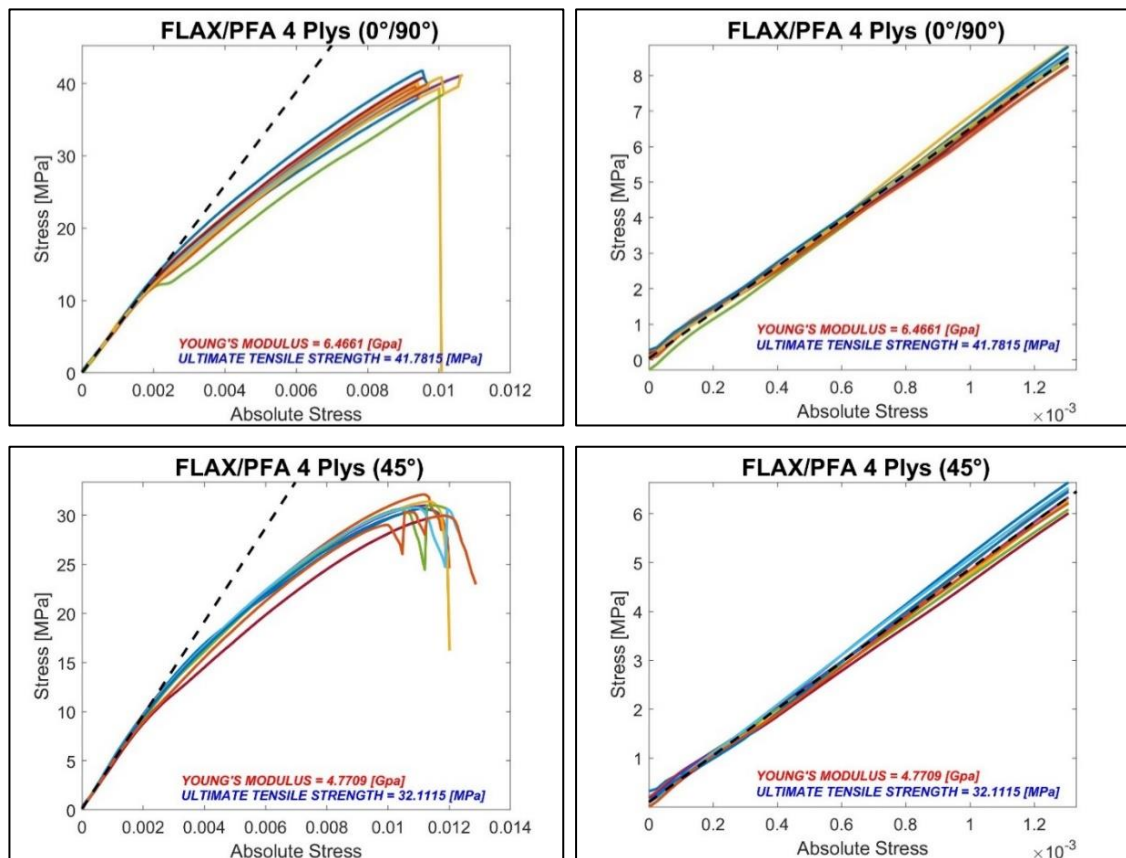 FLAX/PFA 4 Plys (0°/90°)
Stress [MPa]
40
30
20
10
0
YOUNG'S MODULUS = 6.4661 [Gpa]
ULTIMATE TENSILE STRENGTH = 41.7815 [MPa]
0 0.002 0.004 0.006 0.008 0.01 0.012
Absolute Stress
FLAX/PFA 4 Plys (0°/90°)
Stress [MPa]
8
7
6
5
4
3
2
1
0
YOUNG'S MODULUS = 6.4661 [Gpa]
ULTIMATE TENSILE STRENGTH = 41.7815 [MPa]
0 0.2 0.4 0.6 0.8 1 1.2
Absolute Stress
×10-3
FLAX/PFA 4 Plys (45°)
Stress [MPa]
30
25
20
15
10
5
0
YOUNG'S MODULUS = 4.7709 [Gpa]
ULTIMATE TENSILE STRENGTH = 32.1115 [MPa]
0 0.002 0.004 0.006 0.008 0.01 0.012 0.014
Absolute Stress
FLAX/PFA 4 Plys (45°)
Stress [MPa]
6
5
4
3
2
1
YOUNG'S MODULUS = 4.7709 [Gpa]
ULTIMATE TENSILE STRENGTH = 32.1115 [MPa]
0 0.2 0.4 0.6 0.8 1 1.2
Absolute Stress
×10-3